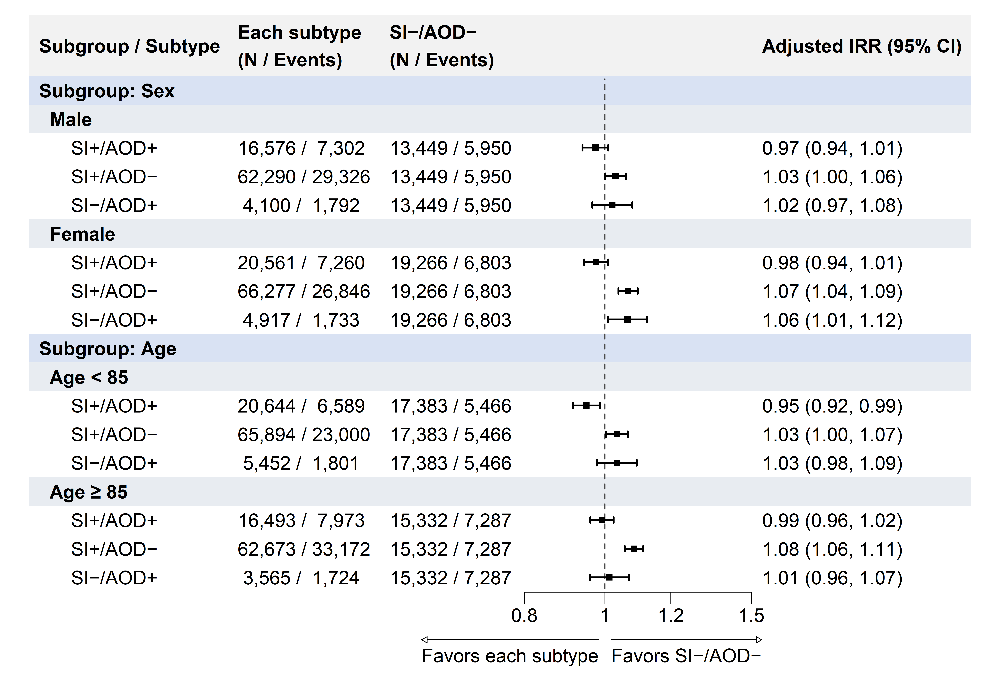 Subgroup / Subtype Each subtype (N / Events) SI−/AOD− (N / Events) Adjusted IRR (95% CI)
Subgroup: Sex
Male
SI+/AOD+ 16,576 / 7,302 13,449 / 5,950 0.97 (0.94, 1.01)
SI+/AOD− 62,290 / 29,326 13,449 / 5,950 1.03 (1.00, 1.06)
SI−/AOD+ 4,100 / 1,792 13,449 / 5,950 1.02 (0.97, 1.08)
Female
SI+/AOD+ 20,561 / 7,260 19,266 / 6,803 0.98 (0.94, 1.01)
SI+/AOD− 66,277 / 26,846 19,266 / 6,803 1.07 (1.04, 1.09)
SI−/AOD+ 4,917 / 1,733 19,266 / 6,803 1.06 (1.01, 1.12)
Subgroup: Age
Age < 85
SI+/AOD+ 20,644 / 6,589 17,383 / 5,466 0.95 (0.92, 0.99)
SI+/AOD− 65,894 / 23,000 17,383 / 5,466 1.03 (1.00, 1.07)
SI−/AOD+ 5,452 / 1,801 17,383 / 5,466 1.03 (0.98, 1.09)
Age ≥ 85
SI+/AOD+ 16,493 / 7,973 15,332 / 7,287 0.99 (0.96, 1.02)
SI+/AOD− 62,673 / 33,172 15,332 / 7,287 1.08 (1.06, 1.11)
SI−/AOD+ 3,565 / 1,724 15,332 / 7,287 1.01 (0.96, 1.07)
0.8 1 1.2 1.5
Favors each subtype Favors SI−/AOD−